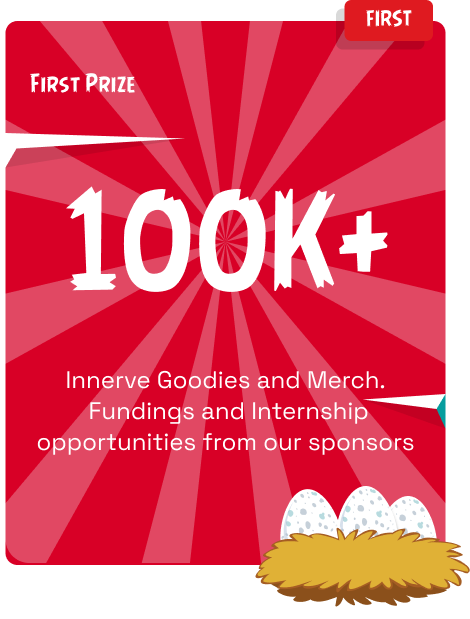 FIRST
FIRST PRIZE
100K+
Innerve Goodies and Merch.
Fundings and Internship
opportunities from our sponsors